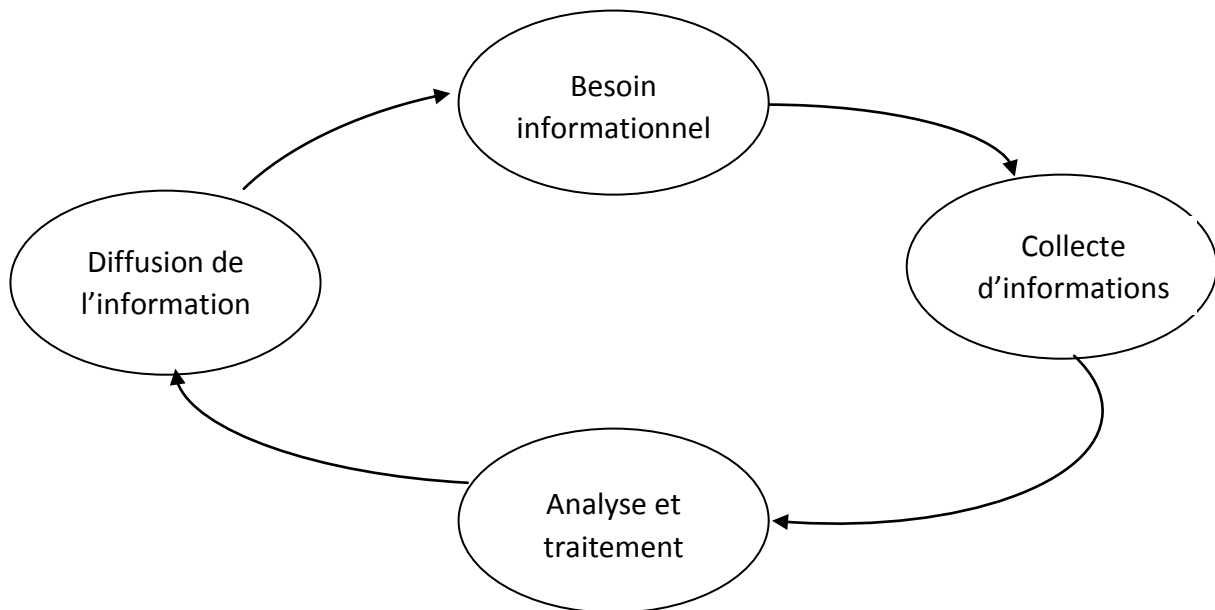 Besoin
informationnel
Collecte
d’informations
Diffusion de
l’information
Analyse et
traitement